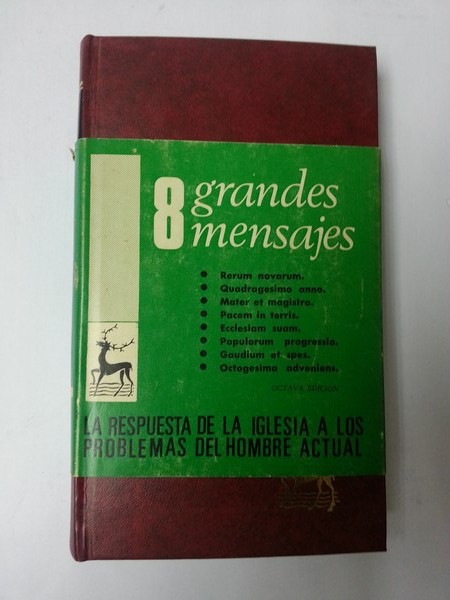 8 grandes
mensajes
● Rerum novarum.
● Quadragesimo anno.
● Mater et magistra.
● Pacem in terris.
● Ecclesiam suam.
● Populorum progressio.
● Gaudium et spes.
● Octogesima adveniens.
OCTAVA EDICION
LA RESPUESTA DE LA IGLESIA A LOS
PROBLEMAS DEL HOMBRE ACTUAL